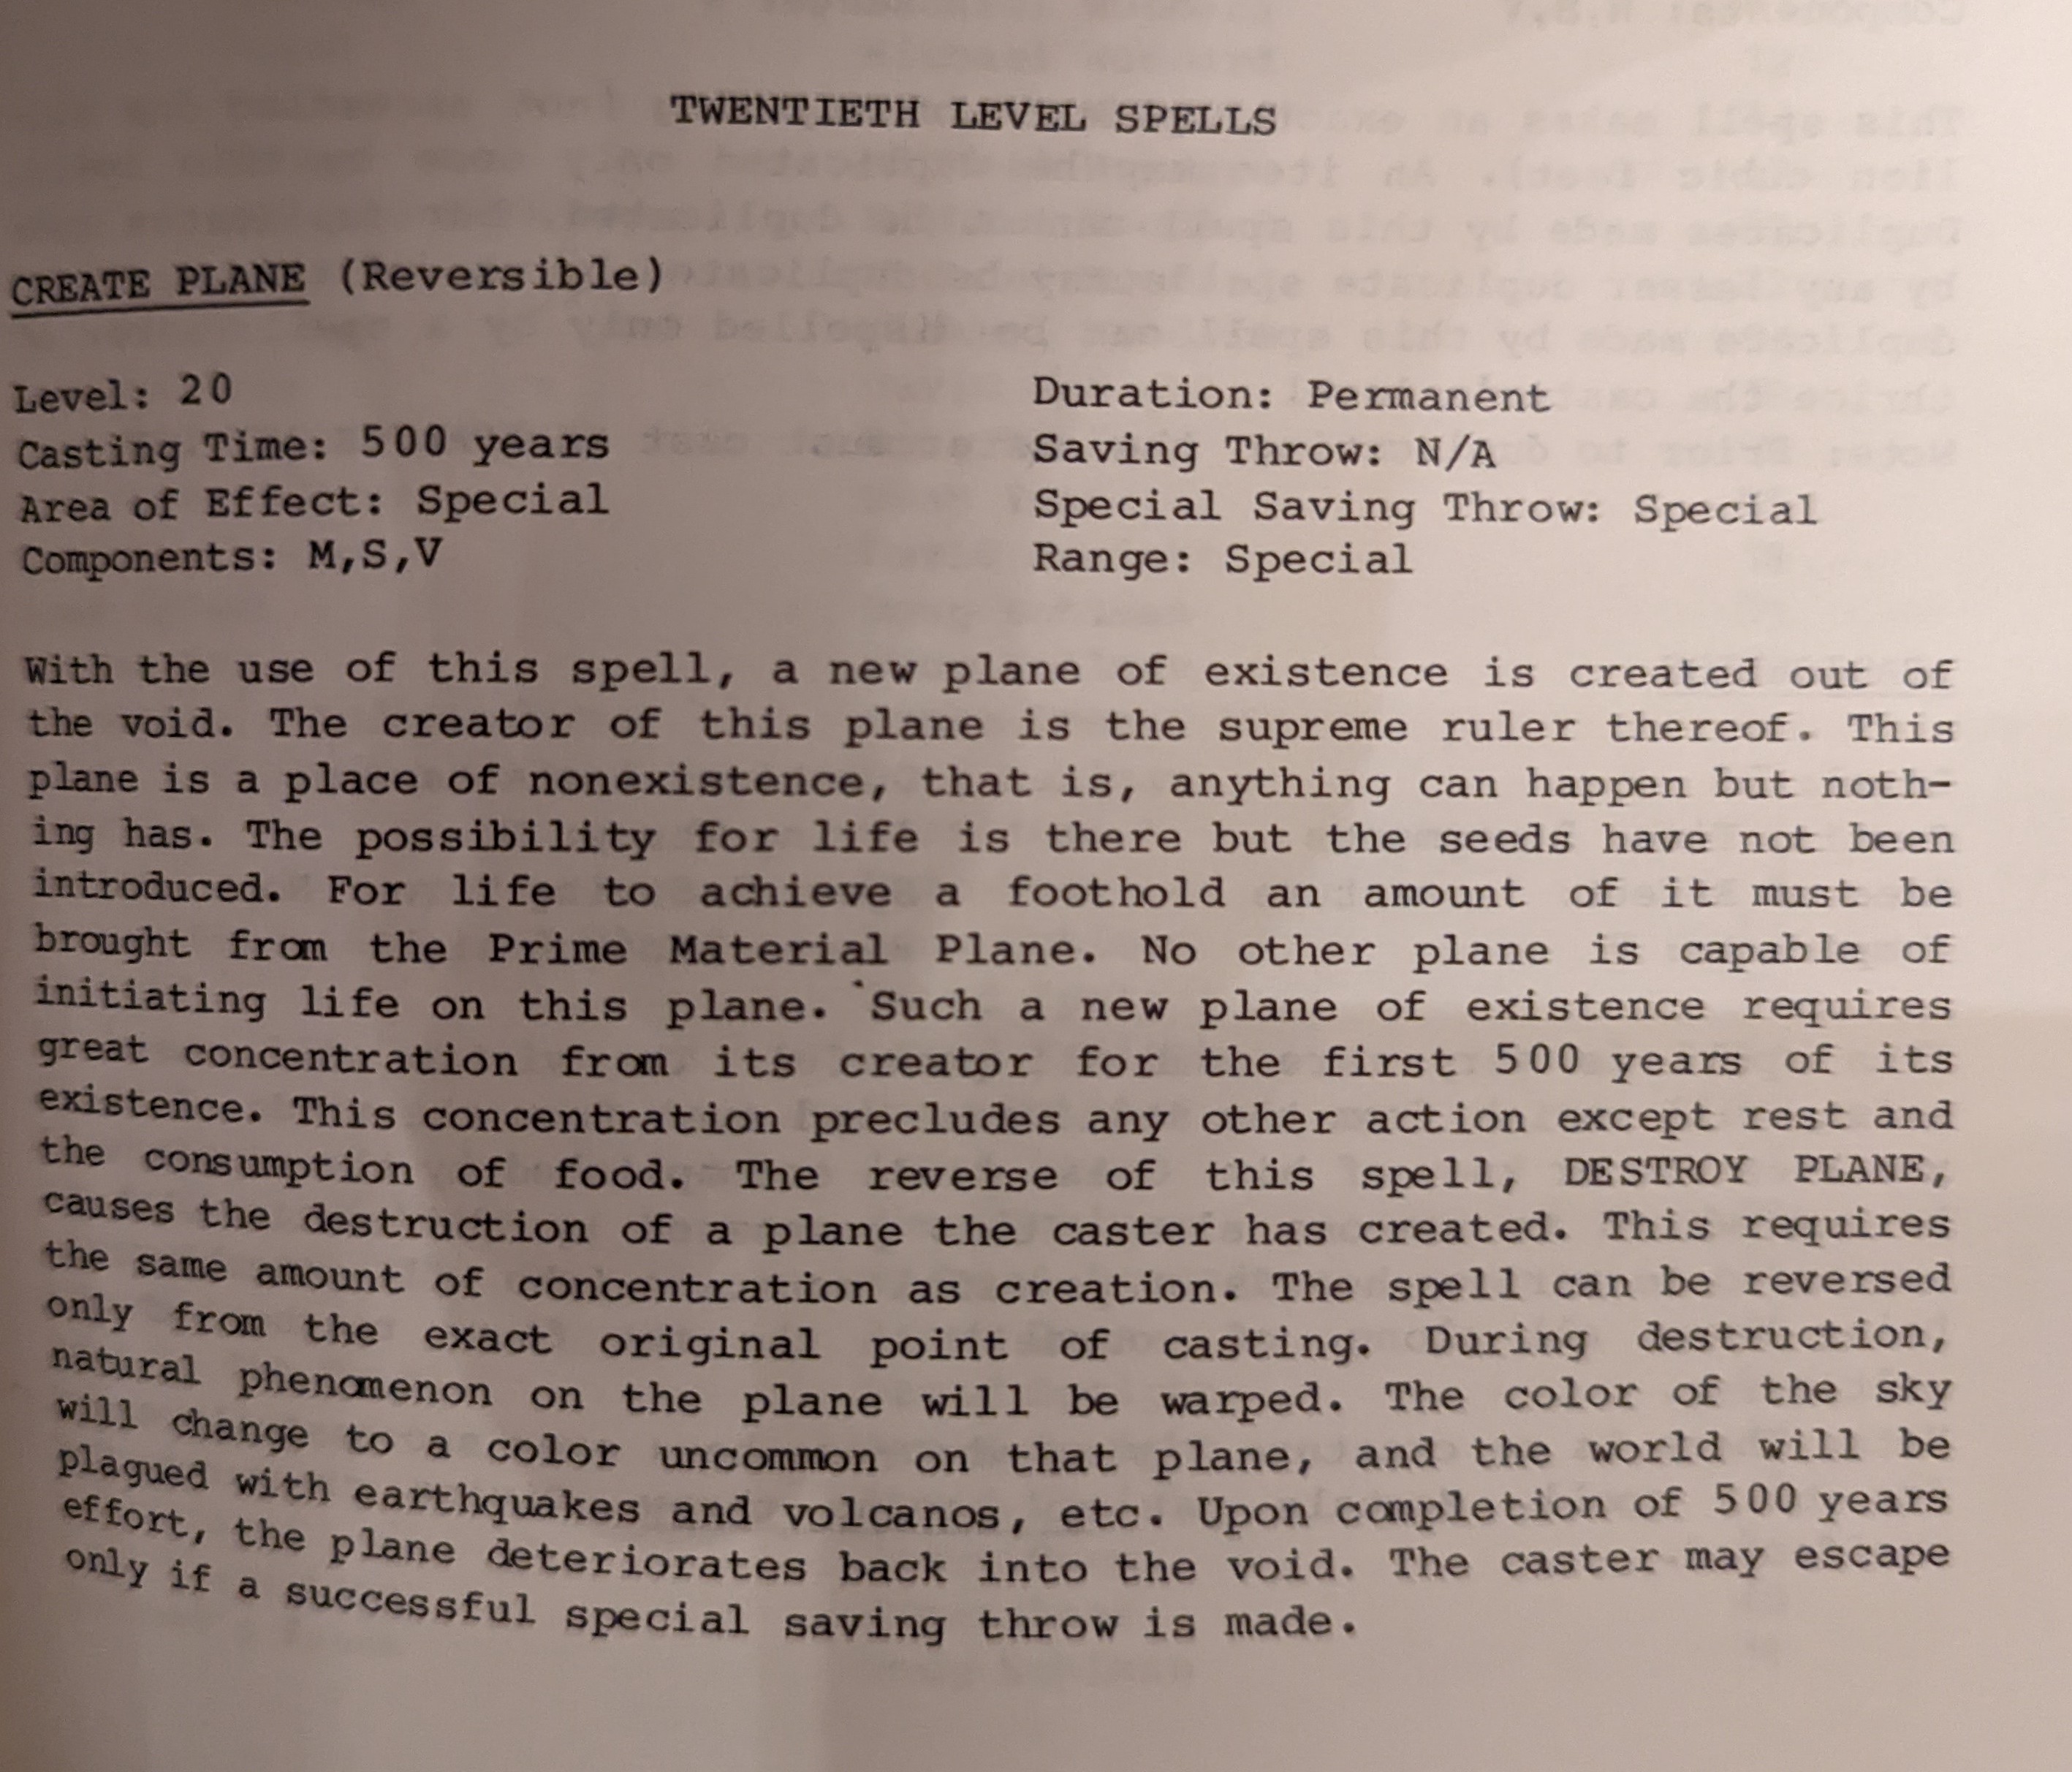 TWENTIETH LEVEL SPELLS
CREATE PLANE (Reversible)
Level: 20
Casting Time: 500 years
Area of Effect: Special
Components: M,S,V
Duration: Permanent
Saving Throw: N/A
Special Saving Throw: Special
Range: Special
With the use of this spell, a new plane of existence is created out of
the void. The creator of this plane is the supreme ruler thereof. This
plane is a place of nonexistence, that is, anything can happen but noth-
ing has. The possibility for life is there but the seeds have not been
introduced. For life to achieve a foothold an amount of it must be
brought from the Prime Material Plane. No other plane is capable of
initiating life on this plane. Such a new plane of existence requires
great concentration from its creator for the first 500 years of its
existence. This concentration precludes any other action except rest and
the consumption of food. The reverse of this spell, DESTROY PLANE,
causes the destruction of a plane the caster has created. This requires
the same amount of concentration as creation. The spell can be reversed
only from the exact original point of casting. During destruction,
natural phenomenon on the plane will be warped. The color of the sky
will change to a color uncommon on that plane, and the world will be
plagued with earthquakes and volcanos, etc. Upon completion of 500 years
effort, the plane deteriorates back into the void. The caster may escape
only if a successful special saving throw is made.